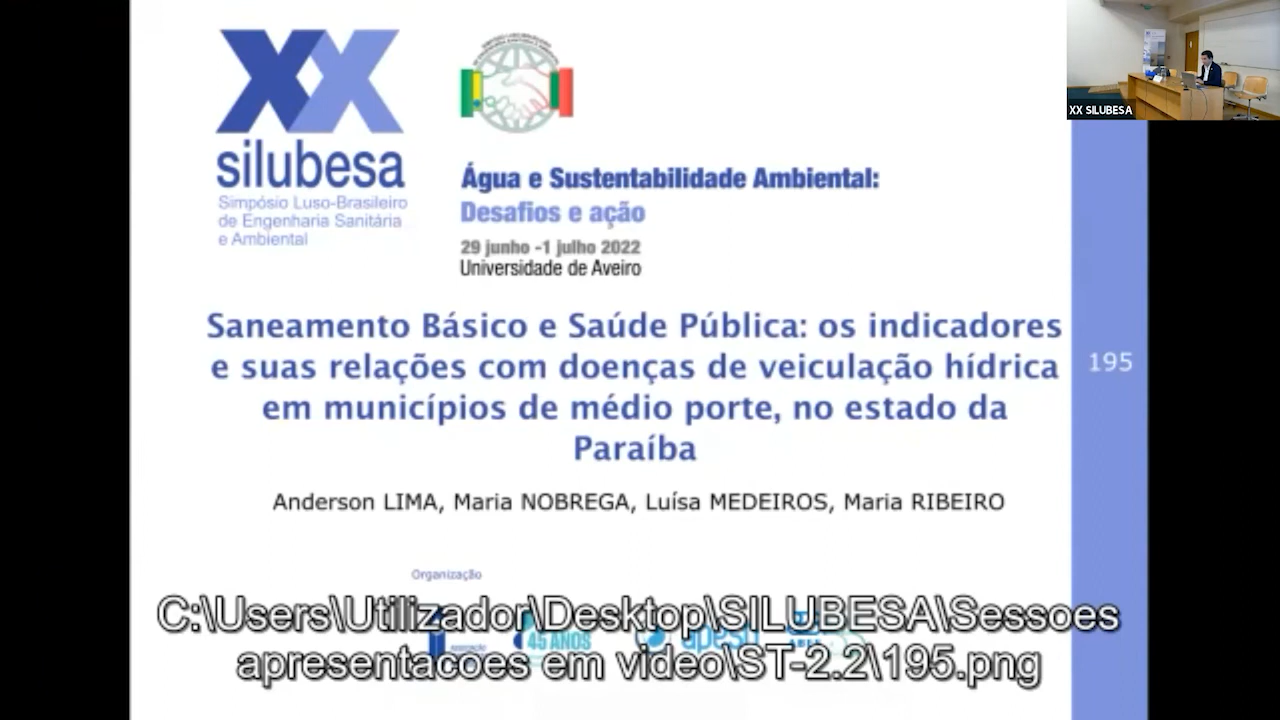 XX
silubesa
Simpósio Luso-Brasileiro
de Engenharia Sanitária
e Ambiental
Água e Sustentabilidade Ambiental:
Desafios e ação
29 junho -1 julho 2022
Universidade de Aveiro
XX SILUBESA
Saneamento Básico e Saúde Pública: os indicadores
e suas relações com doenças de veiculação hídrica
em municípios de médio porte, no estado da
Paraíba
195
Anderson LIMA, Maria NOBREGA, Luísa MEDEIROS, Maria RIBEIRO
Organização
45 ANOS
C:\Users\Utilizador\Desktop\SILUBESA\Sessoes
apresentacoes em video\ST-2.2\195.png